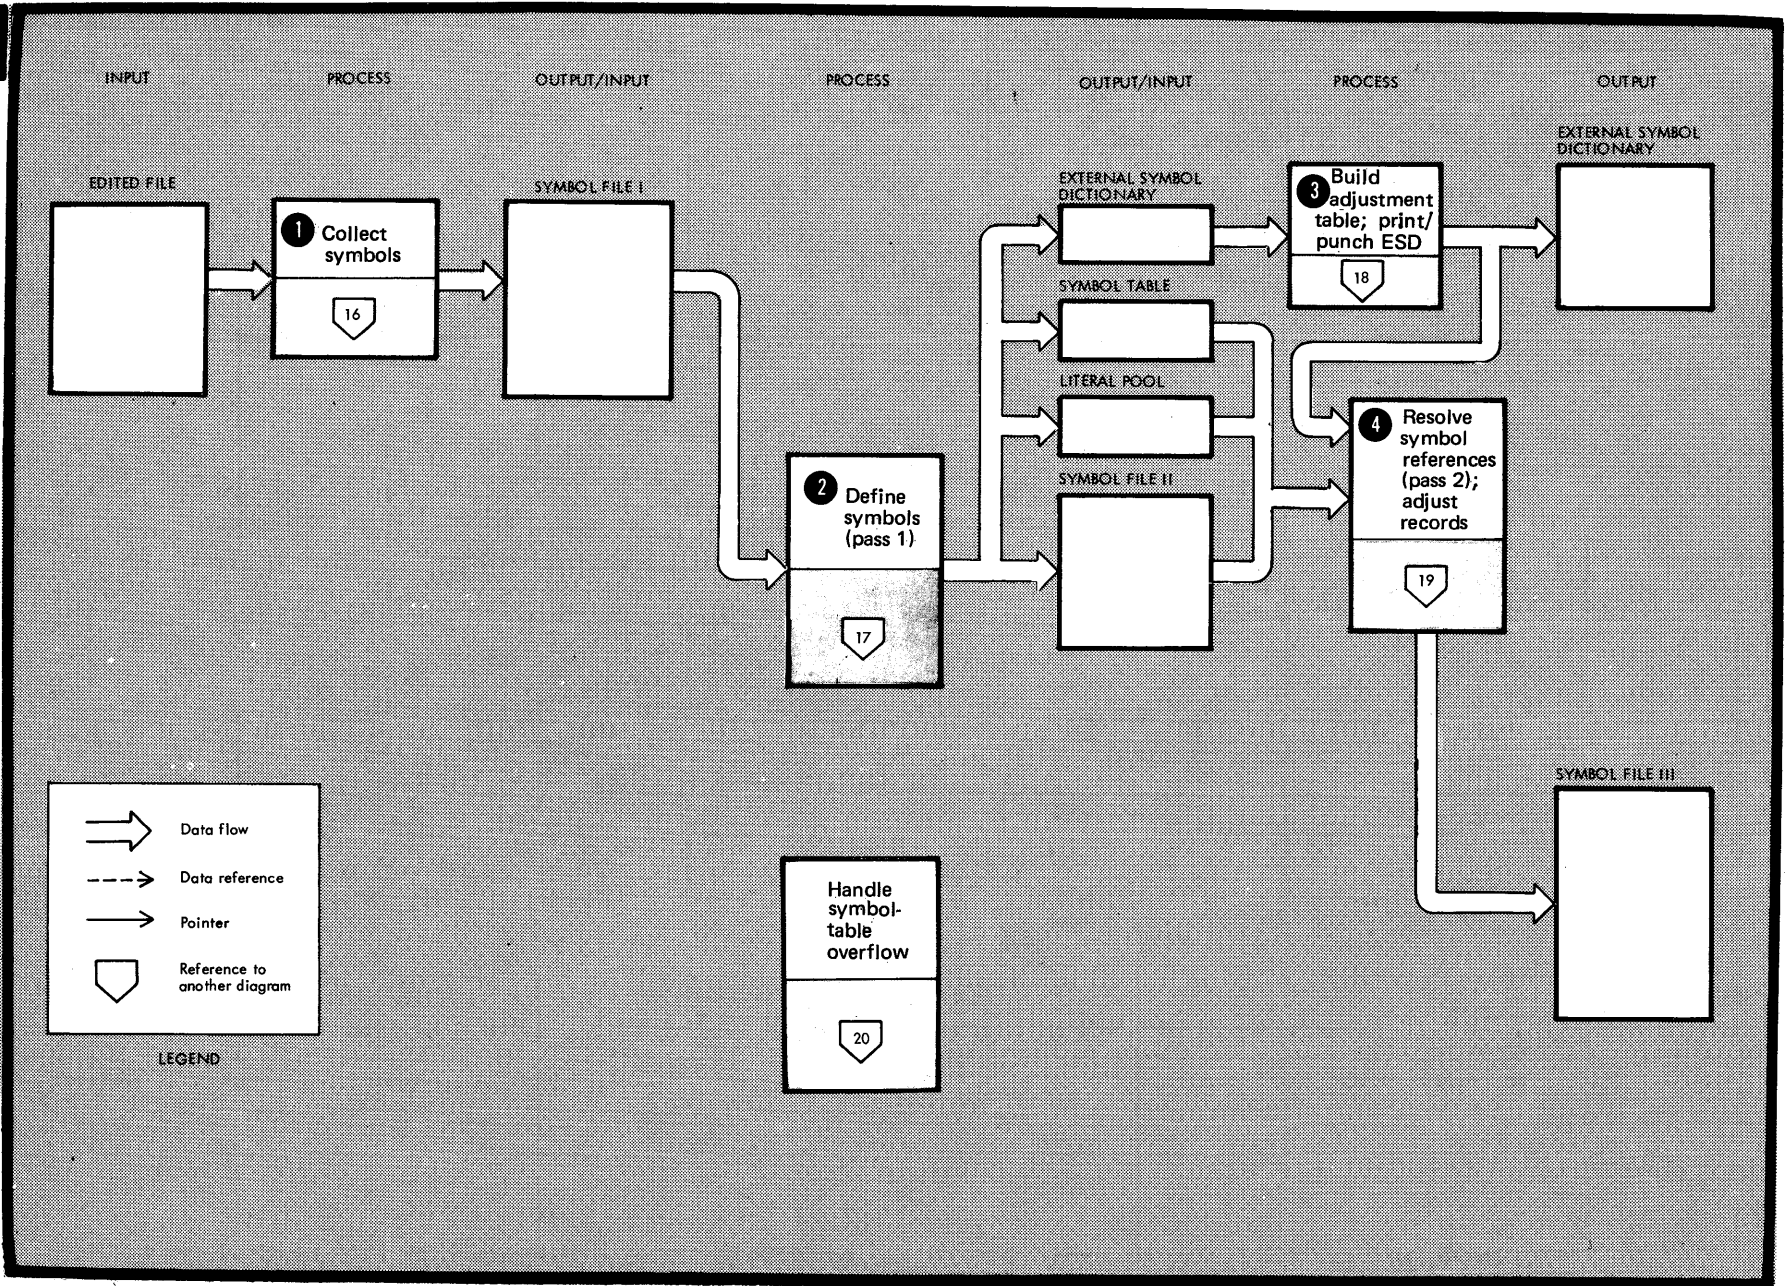 INPUT
PROCESS
OUTPUT/INPUT
PROCESS
OUTPUT/INPUT
PROCESS
OUTPUT
EDITED FILE
1
Collect
symbols
16
SYMBOL FILE I
2
Define
symbols
(pass 1)
17
EXTERNAL SYMBOL
DICTIONARY
SYMBOL TABLE
LITERAL POOL
SYMBOL FILE II
3
Build
adjustment
table; print/
punch ESD
18
EXTERNAL SYMBOL
DICTIONARY
4
Resolve
symbol
references
(pass 2);
adjust
records
19
SYMBOL FILE III
Handle
symbol-
table
overflow
20
Data flow
Data reference
Pointer
Reference to
another diagram
LEGEND